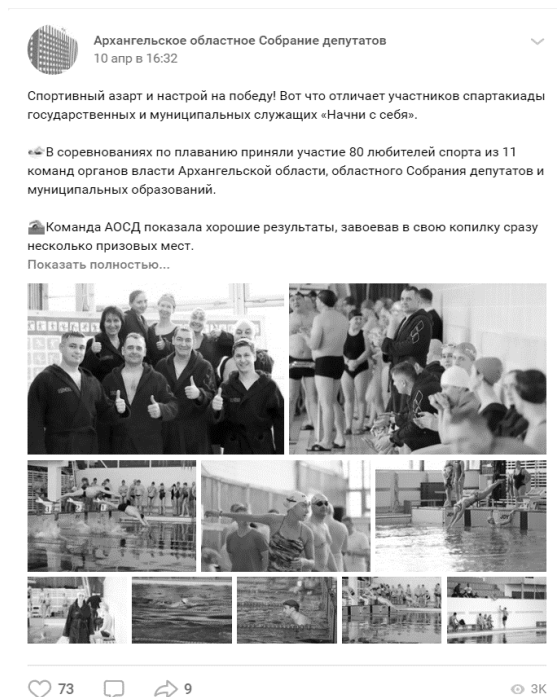 Архангельское областное Собрание депутатов
10 апр в 16:32
Спортивный азарт и настрой на победу! Вот что отличает участников спартакиады
государственных и муниципальных служащих «Начни с себя».
В соревнованиях по плаванию приняли участие 80 любителей спорта из 11
команд органов власти Архангельской области, областного Собрания депутатов и
муниципальных образований.
Команда АОСД показала хорошие результаты, завоевав в свою копилку сразу
несколько призовых мест.
Показать полностью...
73
9
3K